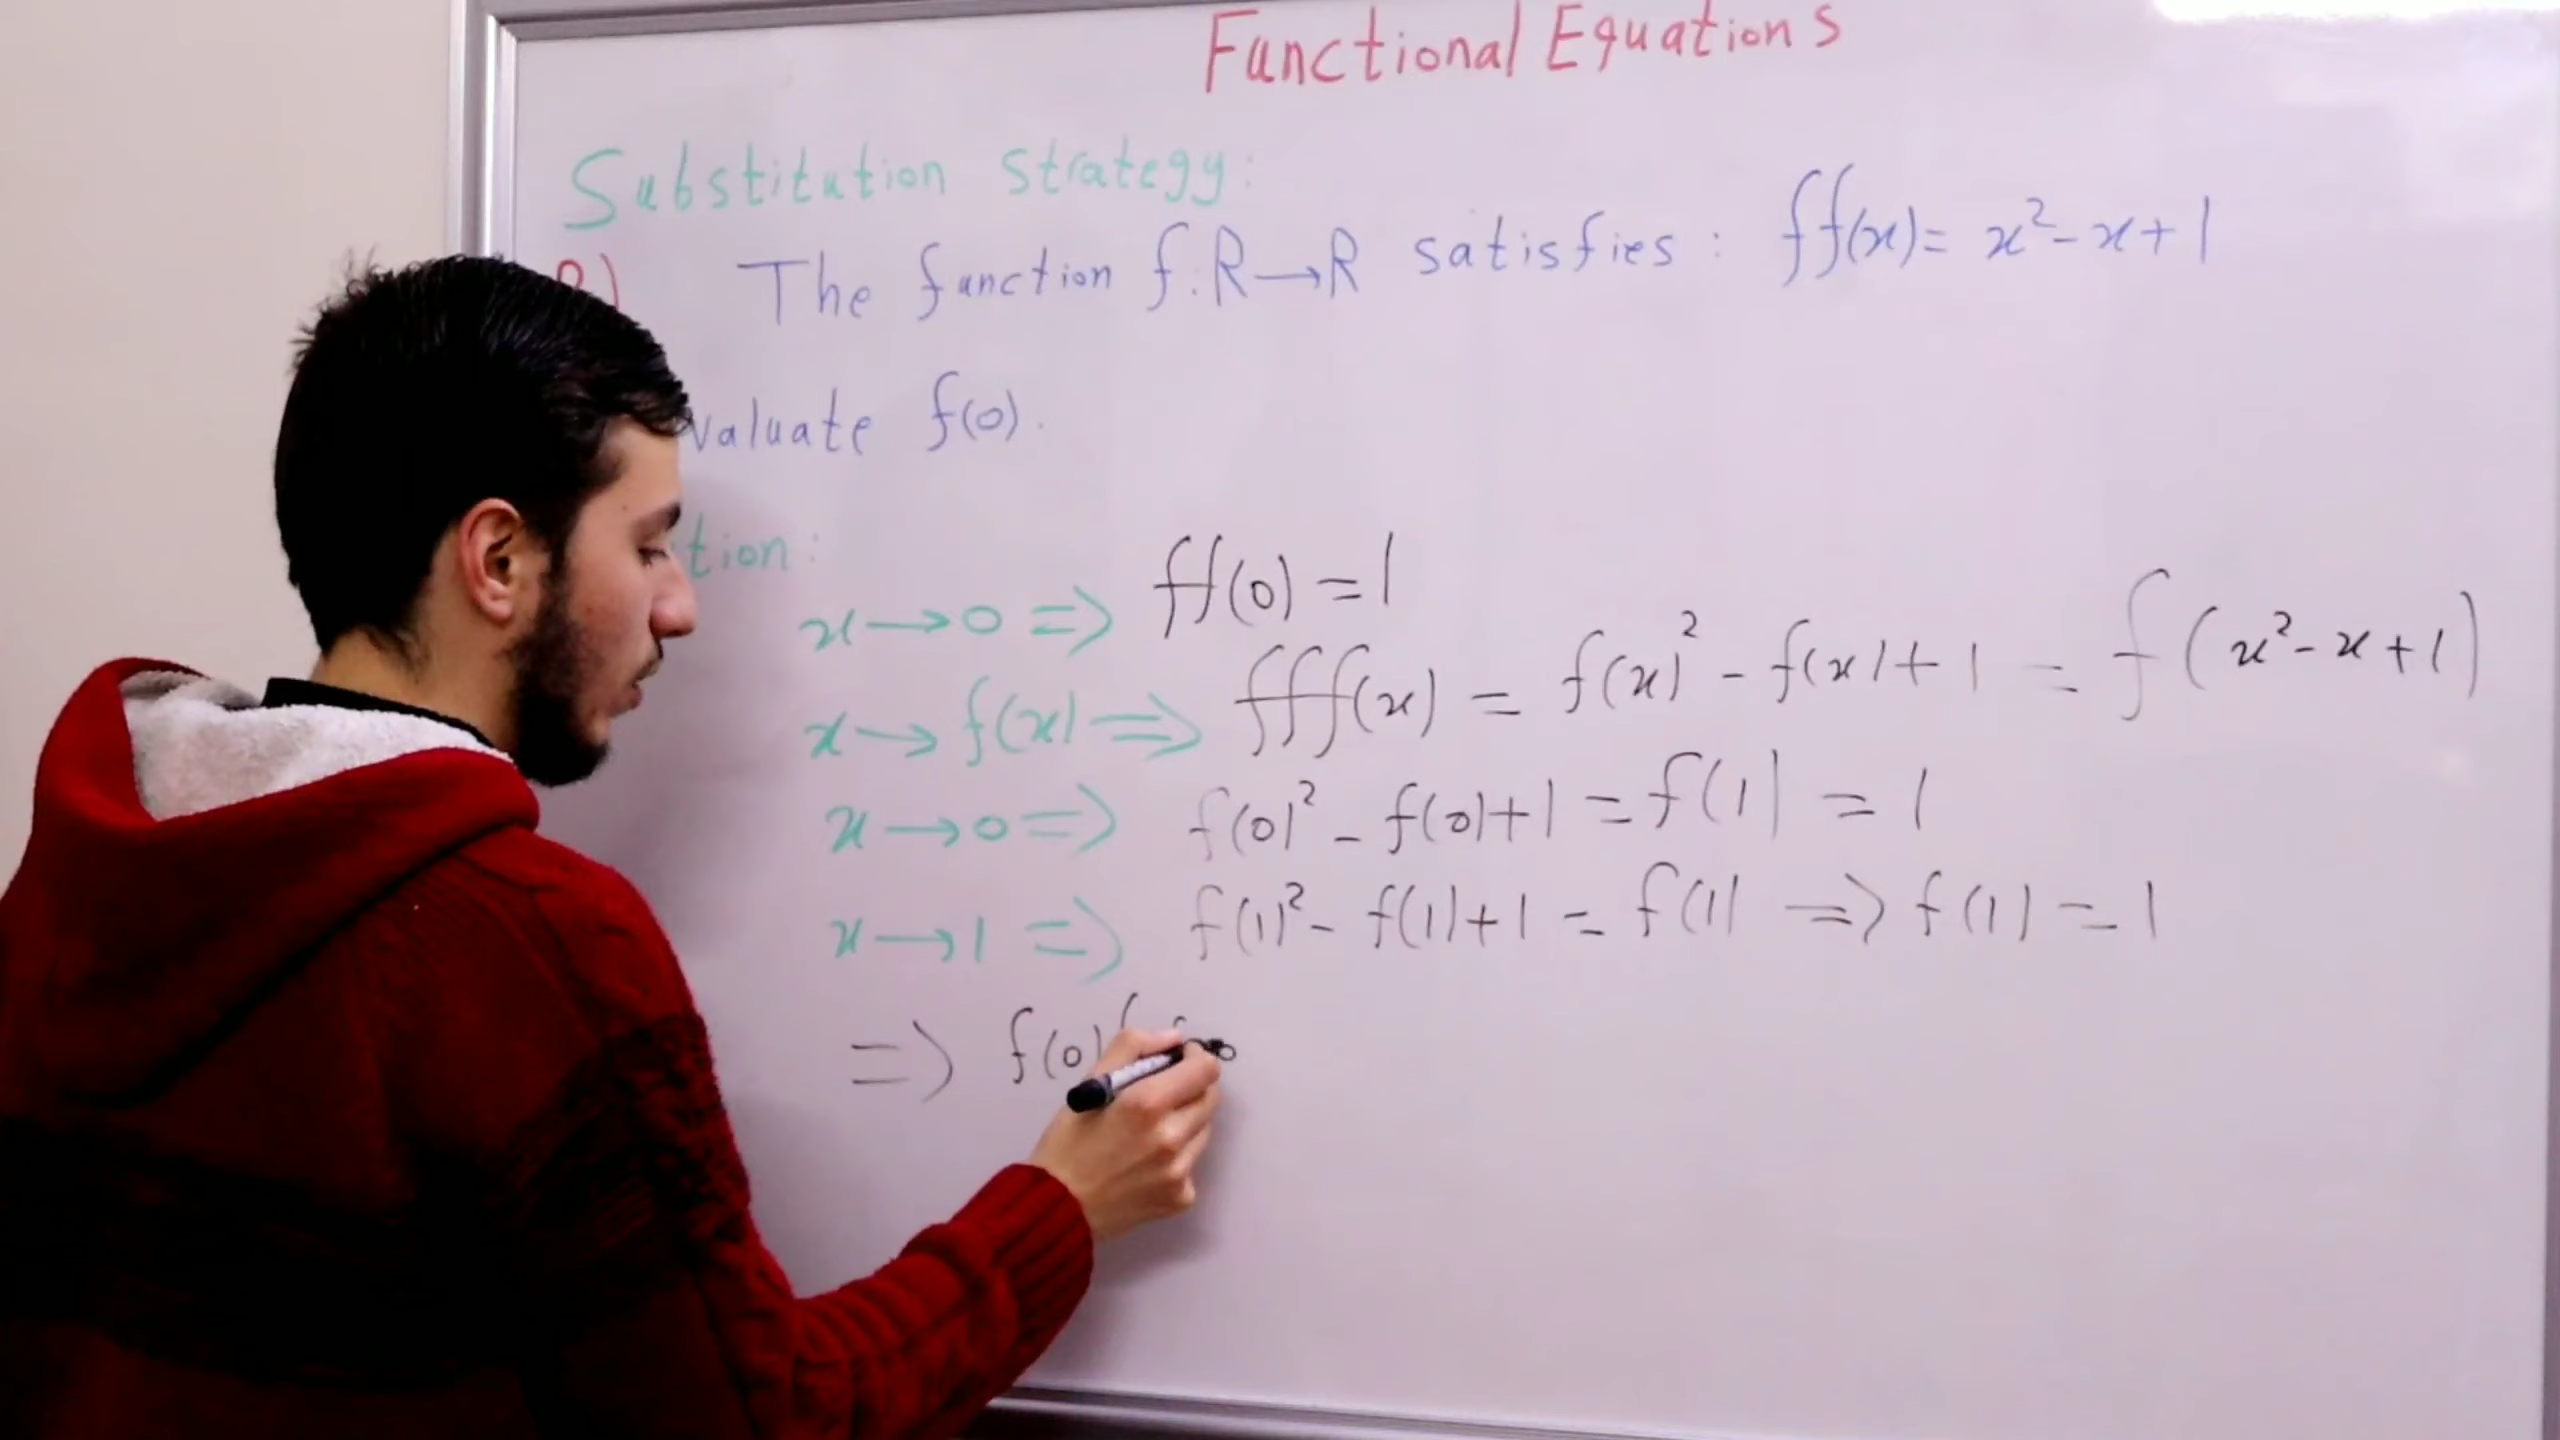 Functional Equations
Substitution strategy:
The function f:R→R satisfies: ff(x)= x²-x+1
valuate f(0).
tion:
x→0 => ff(0) = 1
x→f(x) => fff(x) = f(x)² - f(x)+1 = f(x²-x+1)
x→0 => f(0)² - f(0)+1 = f(1) = 1
x→1 => f(1)² - f(1)+1 = f(1) => f(1) = 1
=> f(0)(